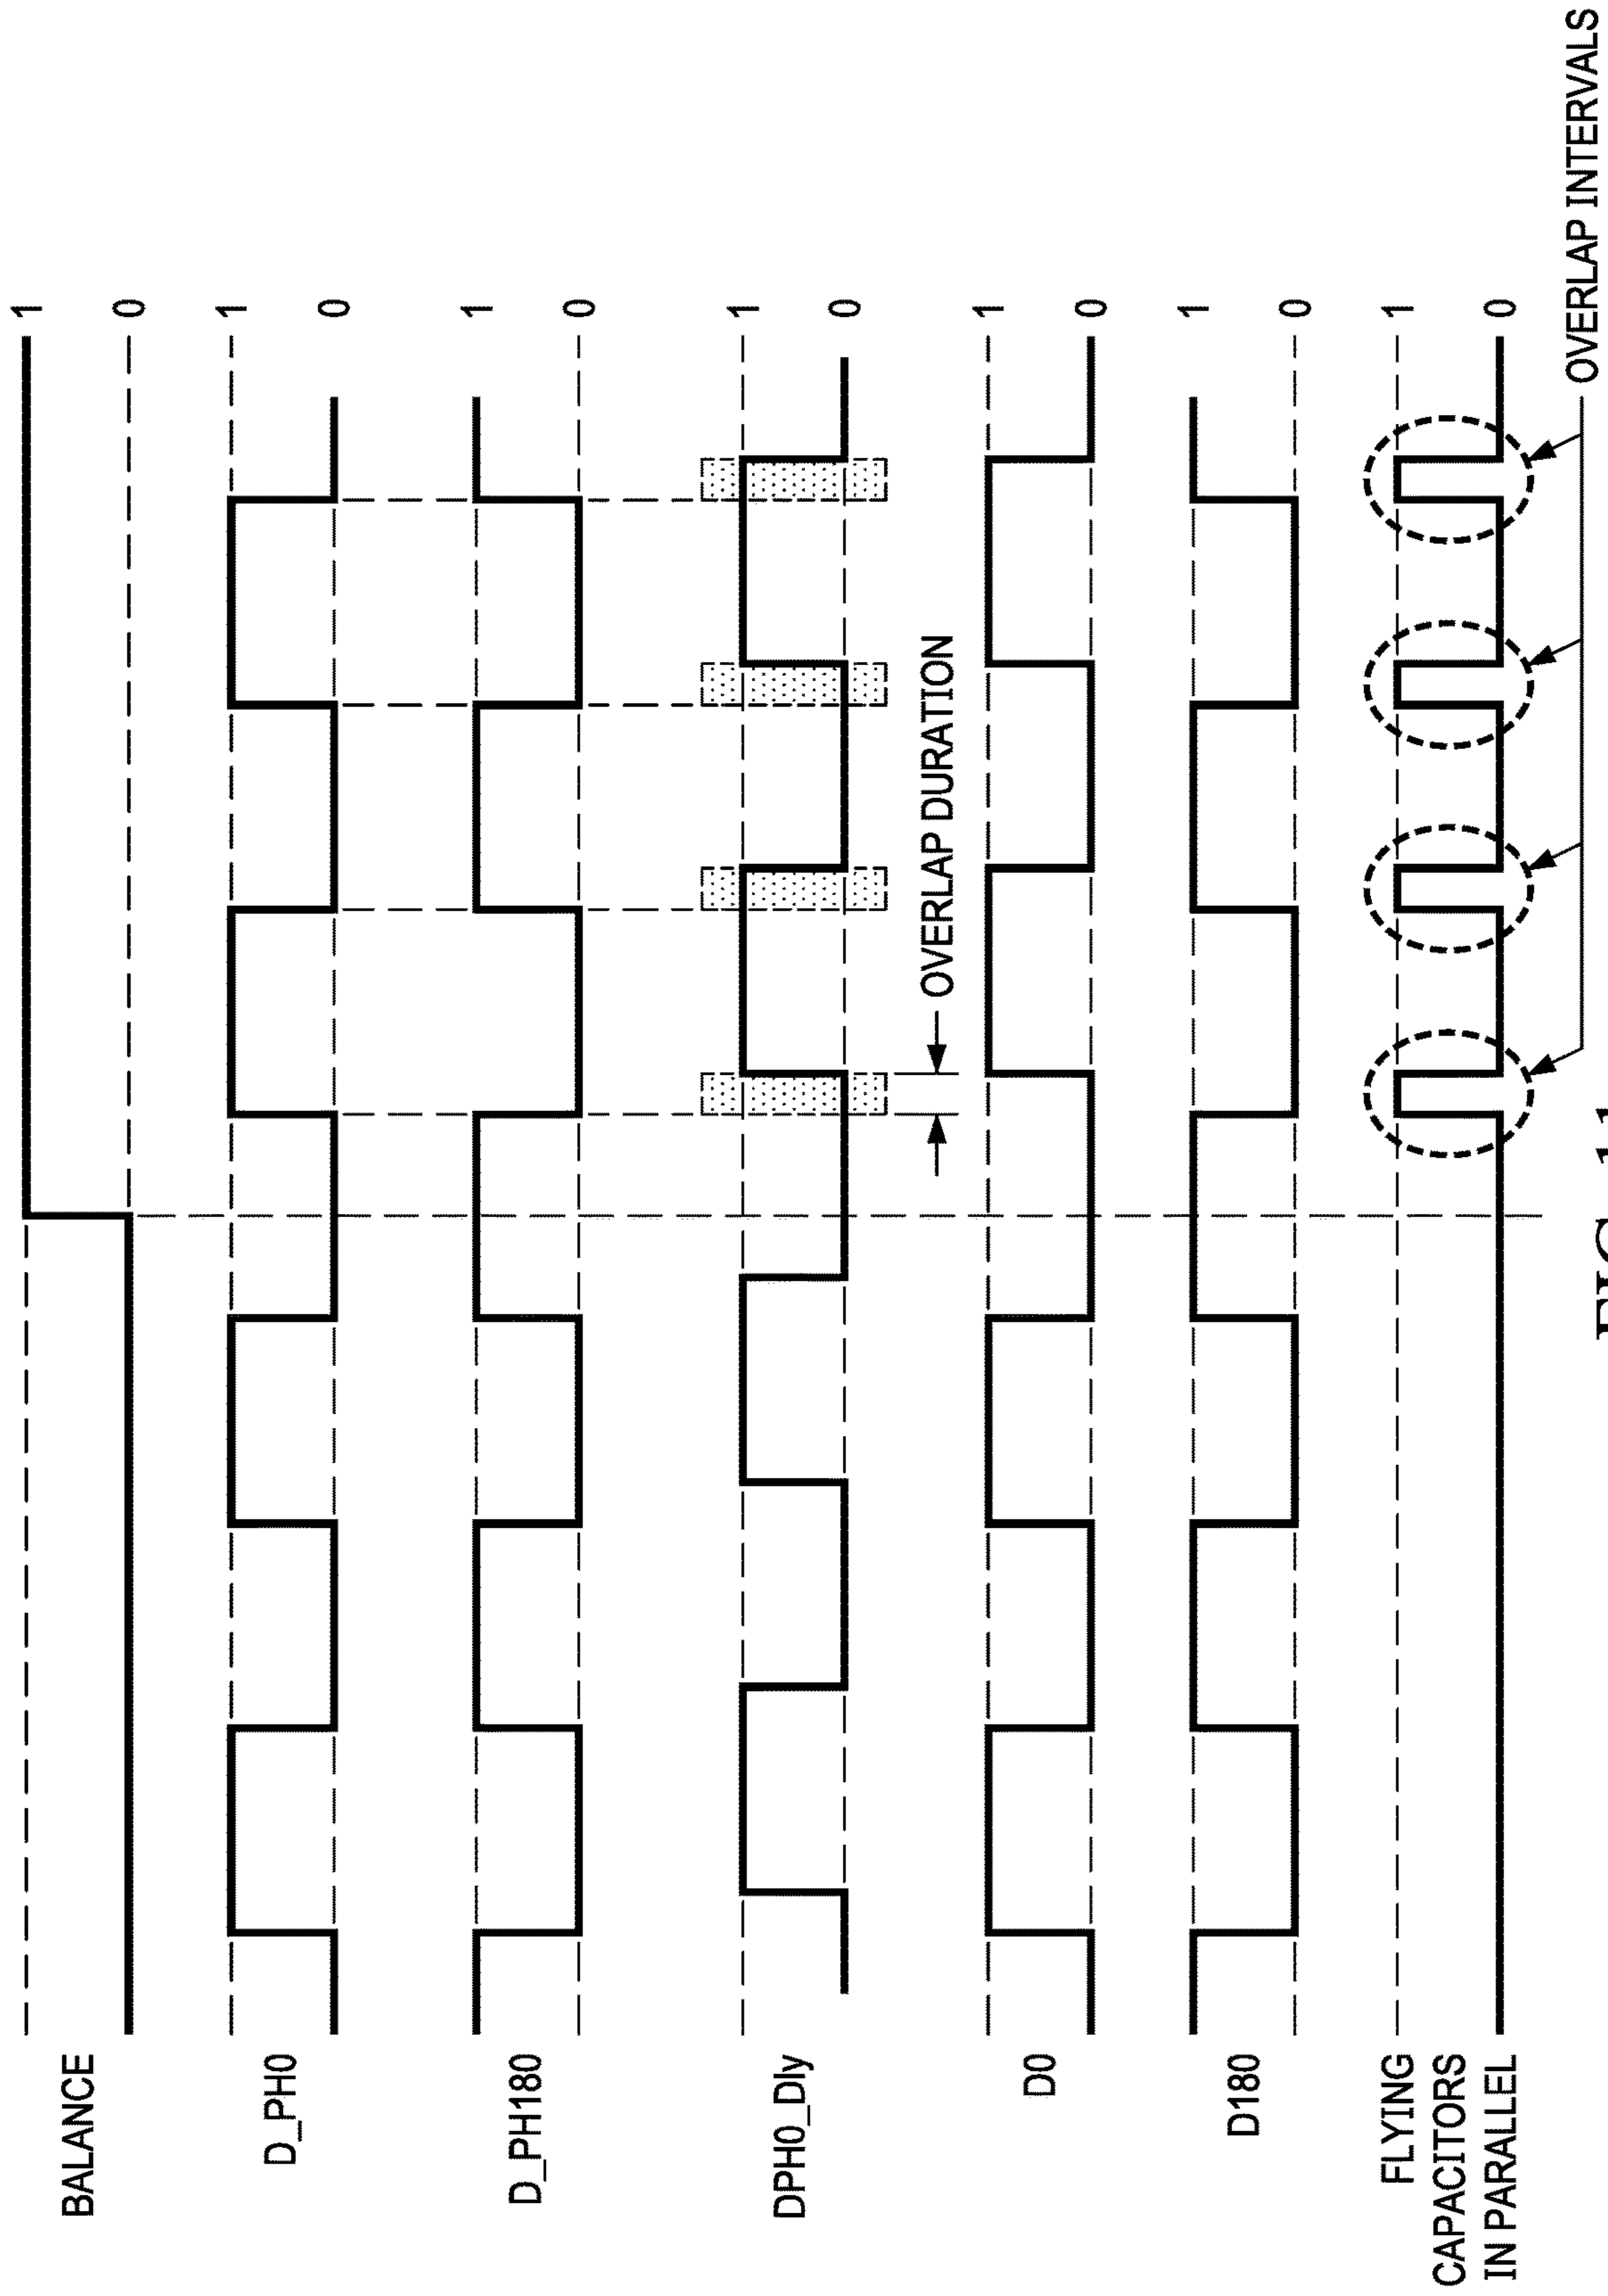 BALANCE
1
0
D_PH0
1
0
D_PH180
1
0
DPH0_Dly
1
0
OVERLAP DURATION
D0
1
0
D180
1
0
FLYING
CAPACITORS
IN PARALLEL
1
0
OVERLAP INTERVALS